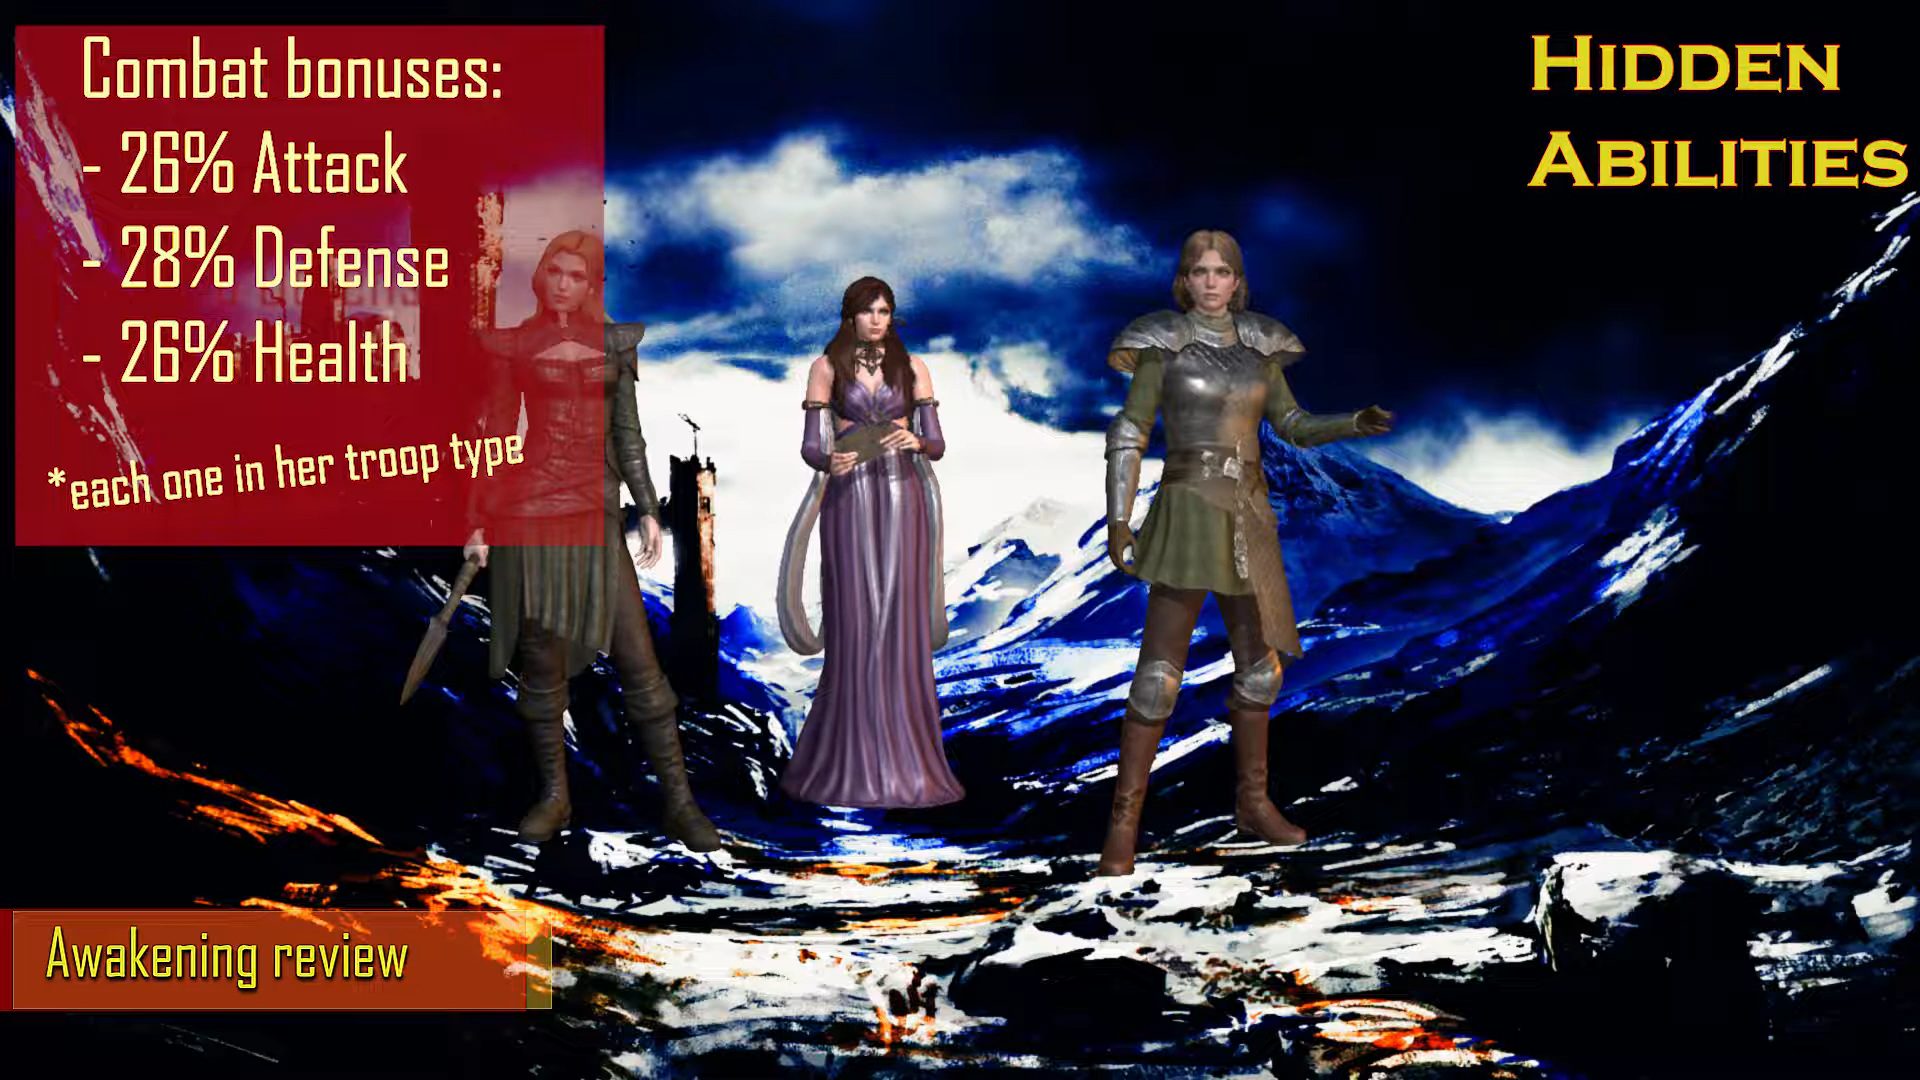 Combat bonuses:
- 26% Attack
- 28% Defense
- 26% Health
*each one in her troop type
Hidden
Abilities
Awakening review